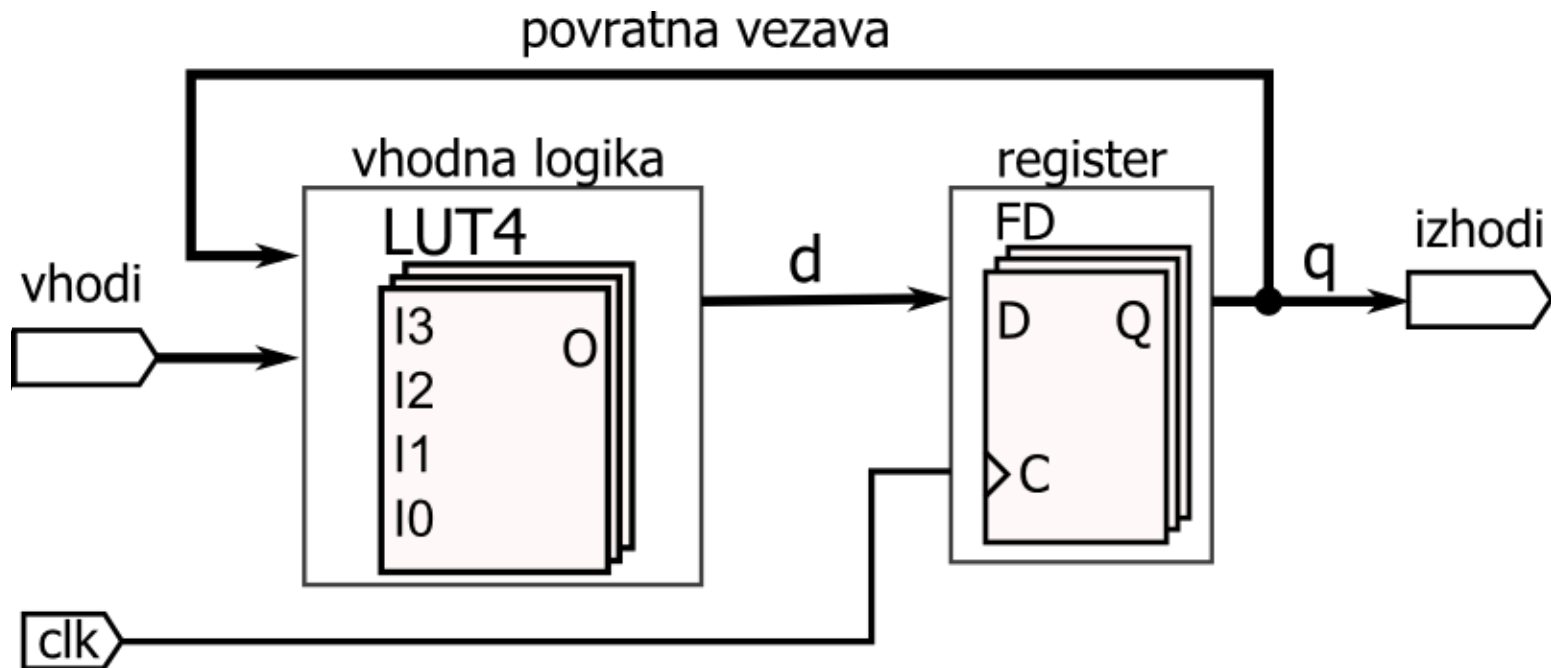 povratna vezava
vhodna logika
register
LUT4
FD
vhodi
d
q
izhodi
I3
O
I2
I1
I0
D
Q
C
clk